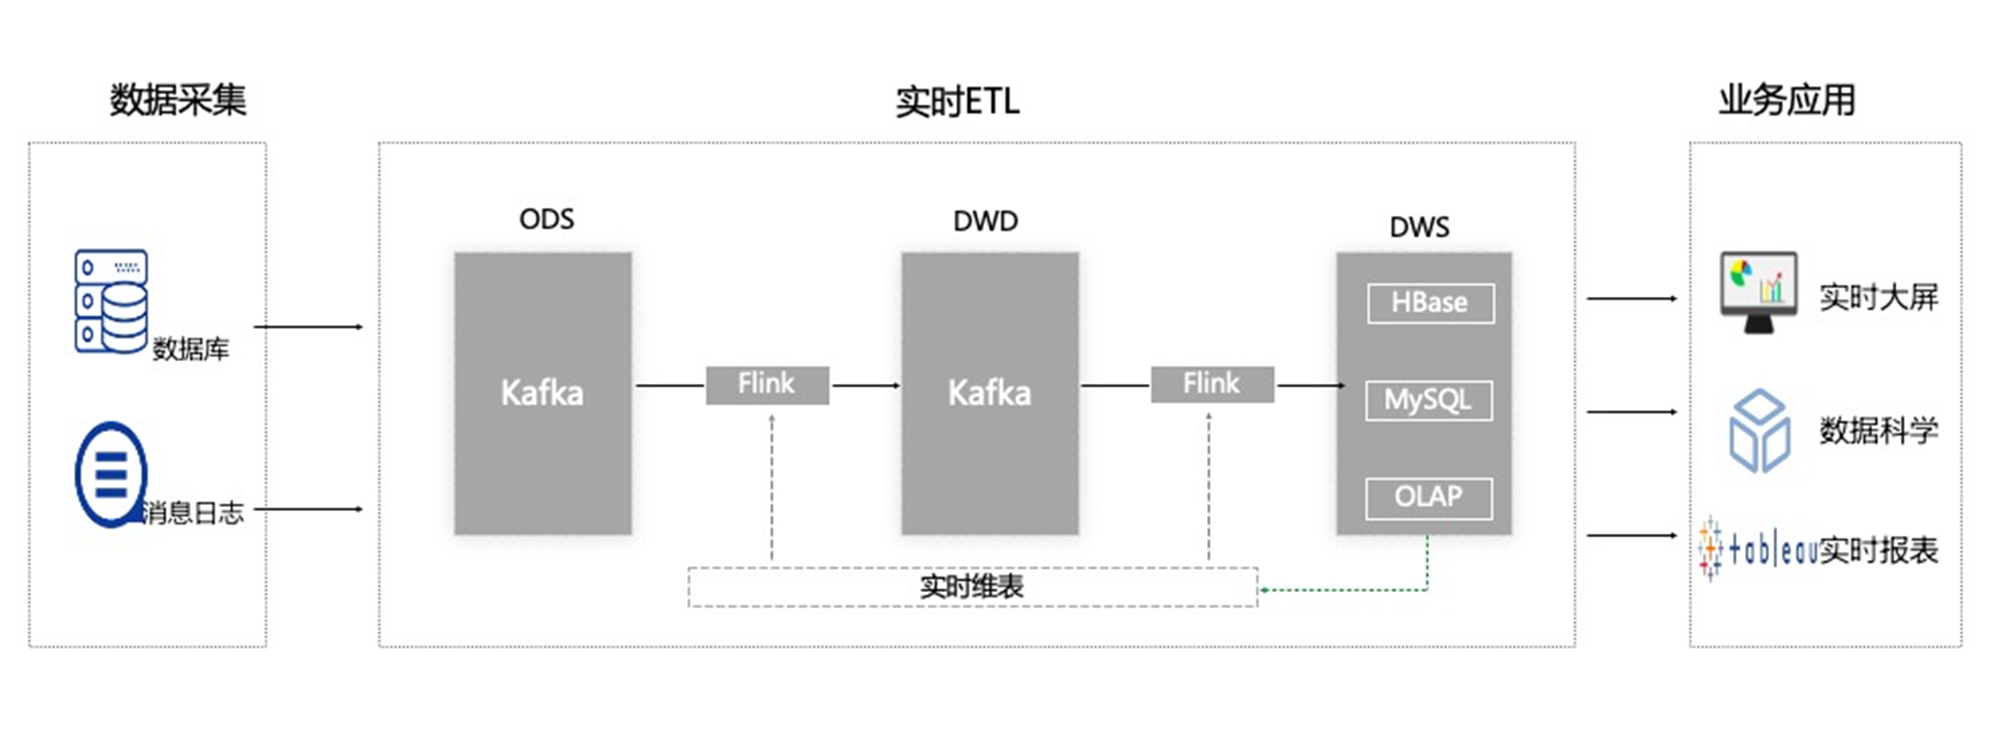 数据采集
实时ETL
业务应用
ODS
DWD
DWS
数据库
消息日志
Kafka
Flink
Kafka
Flink
HBase
MySQL
OLAP
实时维表
实时大屏
数据科学
tableau实时报表